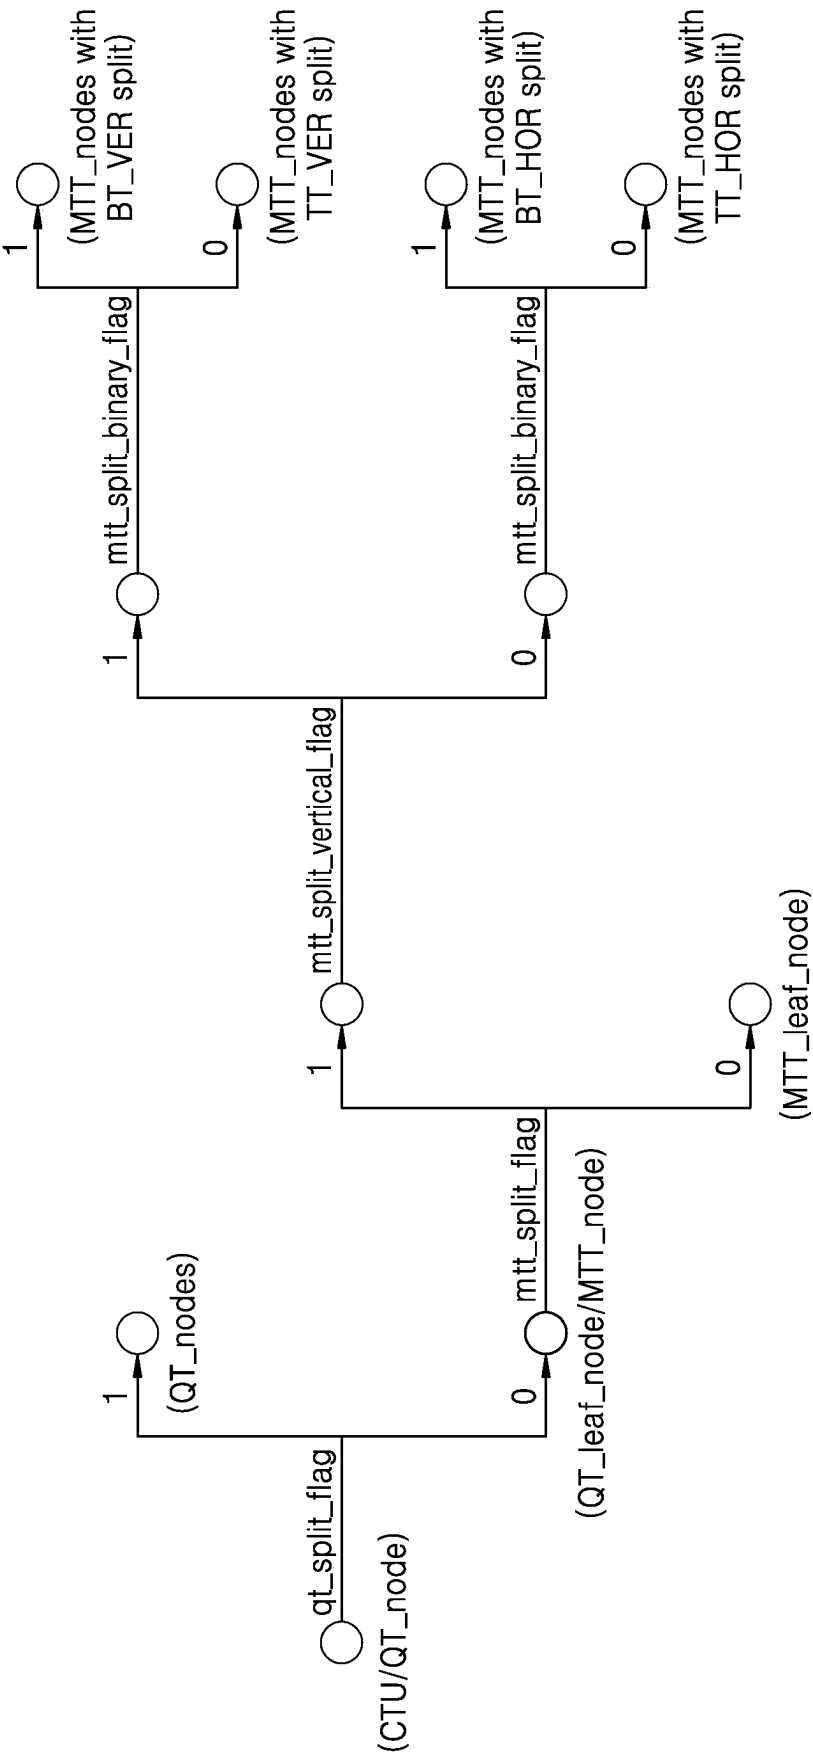 (CTU/QT_node)
qt_split_flag
1
(QT_nodes)
0
(QT_leaf_node/MTT_node)
mtt_split_flag
1
0
(MTT_leaf_node)
mtt_split_vertical_flag
1
mtt_split_binary_flag
1
(MTT_nodes with
BT_VER split)
0
(MTT_nodes with
TT_VER split)
0
mtt_split_binary_flag
1
(MTT_nodes with
BT_HOR split)
0
(MTT_nodes with
TT_HOR split)